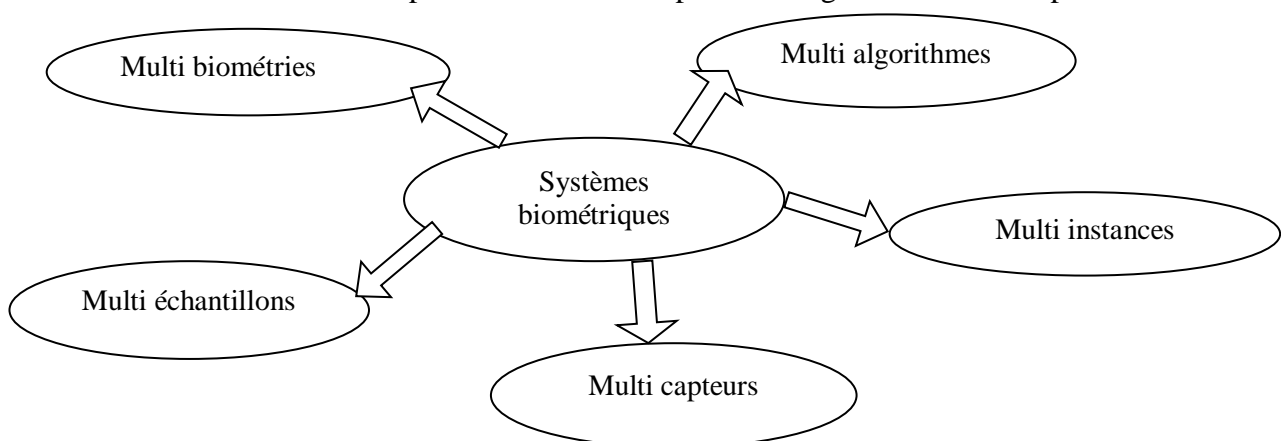 Multi biométries
Multi algorithmes
Systèmes
biométriques
Multi instances
Multi échantillons
Multi capteurs